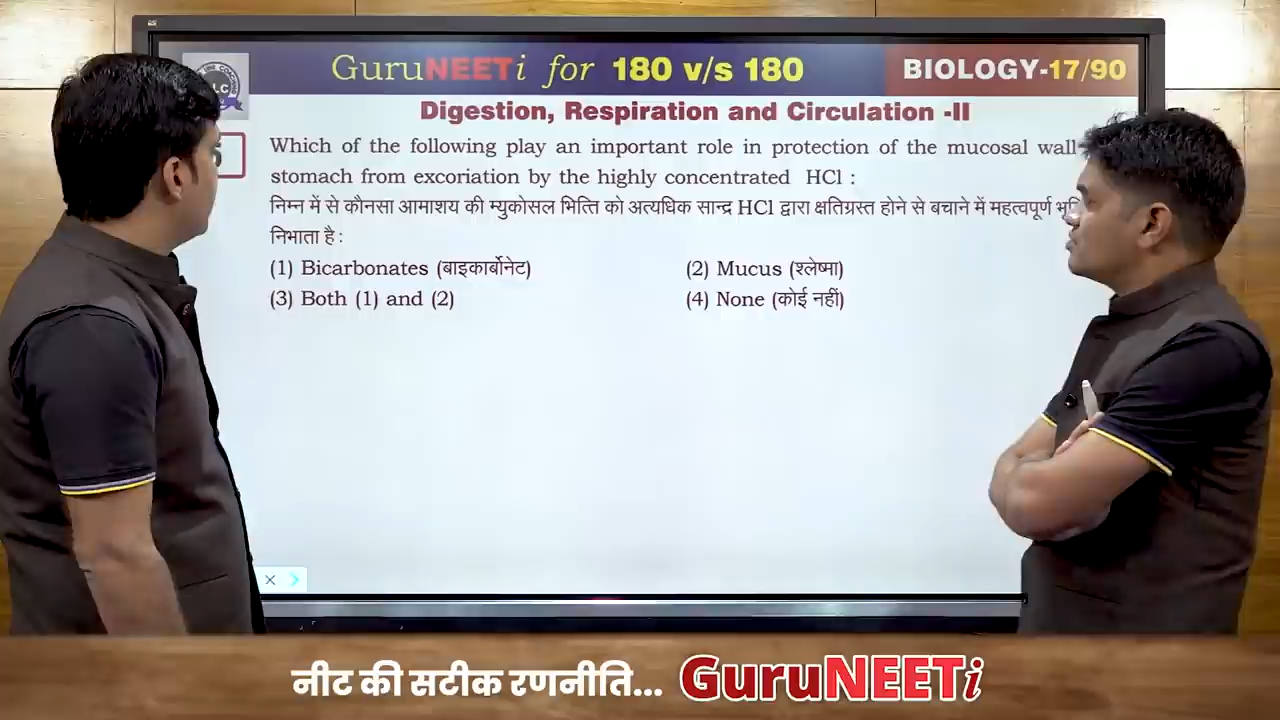 GuruNEETi for 180 v/s 180 BIOLOGY-17/90
Digestion, Respiration and Circulation -II
Which of the following play an important role in protection of the mucosal wall
stomach from excoriation by the highly concentrated HCl :
निम्न में से कौनसा आमाशय की म्युकोसल भित्ति को अत्यधिक सान्द्र HCl द्वारा क्षतिग्रस्त होने से बचाने में महत्वपूर्ण
निभाता है :
(1) Bicarbonates (बाइकार्बोनेट) (2) Mucus (श्लेष्मा)
(3) Both (1) and (2) (4) None (कोई नहीं)
नीट की सटीक रणनीति... GuruNEETi